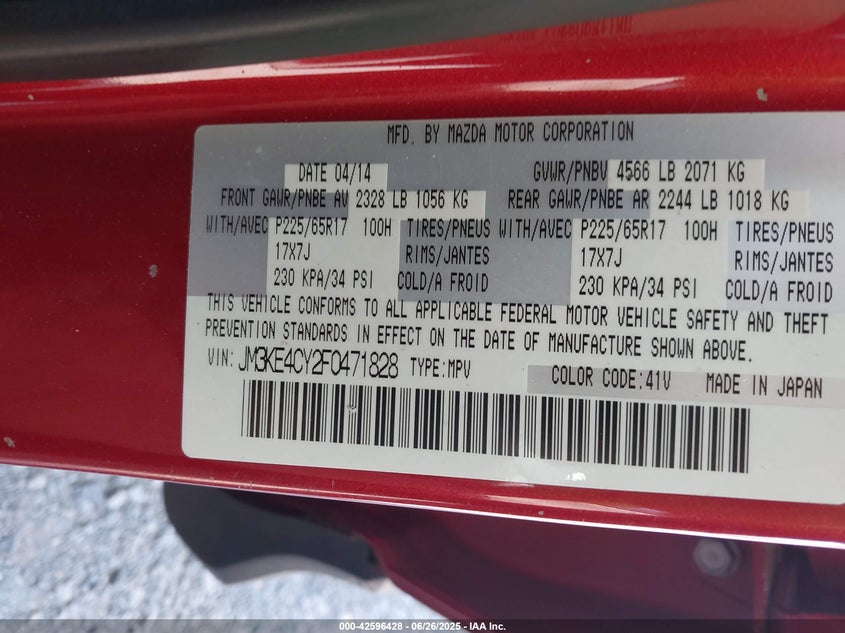 MFD. BY MAZDA MOTOR CORPORATION
DATE 04/14 GVWR/PNBV 4566 LB 2071 KG
FRONT GAWR/PNBE AV 2328 LB 1056 KG REAR GAWR/PNBE AR 2244 LB 1018 KG
WITH/AVEC P225/65R17 100H TIRES/PNEUS WITH/AVEC P225/65R17 100H TIRES/PNEUS
17X7J RIMS/JANTES 17X7J RIMS/JANTES
230 KPA/34 PSI COLD/A FROID 230 KPA/34 PSI COLD/A FROID
THIS VEHICLE CONFORMS TO ALL APPLICABLE FEDERAL MOTOR VEHICLE SAFETY AND THEFT
PREVENTION STANDARDS IN EFFECT ON THE DATE OF MANUFACTURE SHOWN ABOVE.
VIN: JM3KE4CY2F0471828 TYPE:MPV COLOR CODE:41V MADE IN JAPAN
000-42596428 - 06/26/2025 - IAA Inc.